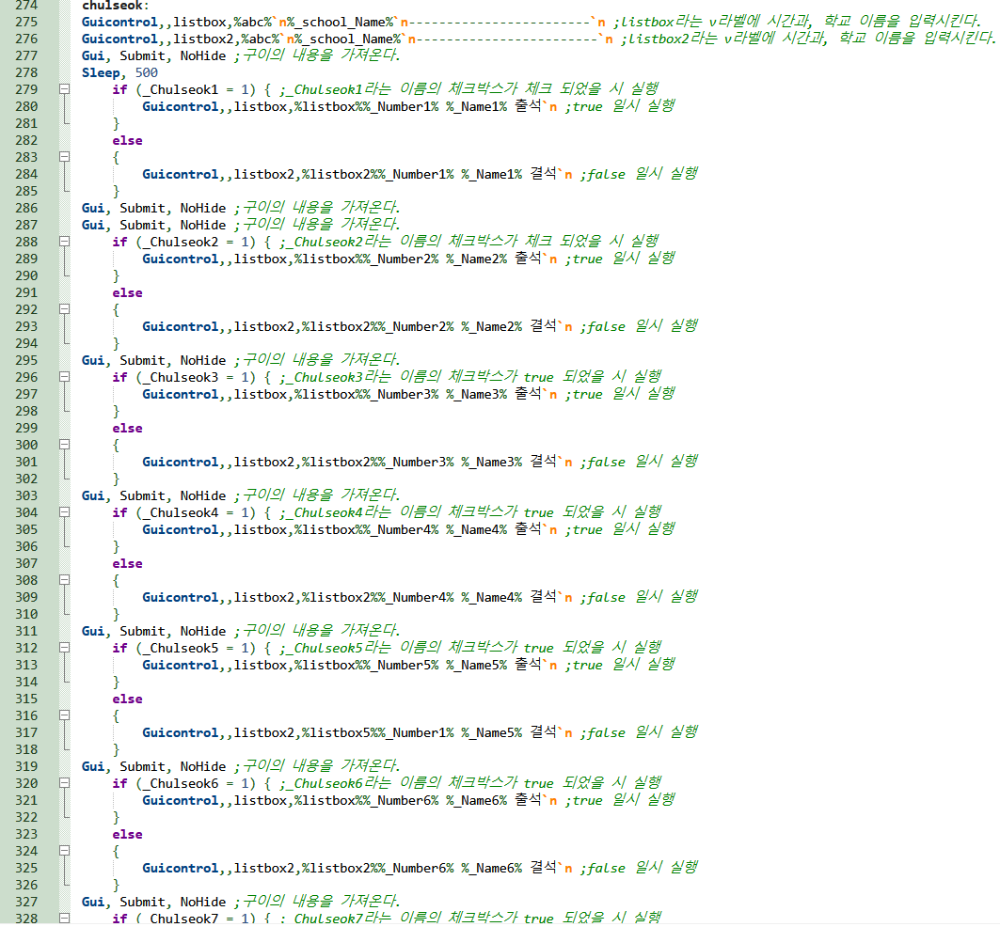 274 chulseok:
275 Guicontrol,,listbox,%abc%`n%_school_Name%`n------------------------`n ;listbox라는 v라벨에 시간과, 학교 이름을 입력시킨다.
276 Guicontrol,,listbox2,%abc%`n%_school_Name%`n------------------------`n ;listbox2라는 v라벨에 시간과, 학교 이름을 입력시킨다.
277 Gui, Submit, NoHide ;구이의 내용을 가져온다.
278 Sleep, 500
279 if (_Chulseok1 = 1) { ;_Chulseok1라는 이름의 체크박스가 체크 되었을 시 실행
280 Guicontrol,,listbox,%listbox%%_Number1% %_Name1% 출석`n ;true 일시 실행
281 }
282 else
283 {
284 Guicontrol,,listbox2,%listbox2%%_Number1% %_Name1% 결석`n ;false 일시 실행
285 }
286 Gui, Submit, NoHide ;구이의 내용을 가져온다.
287 Gui, Submit, NoHide ;구이의 내용을 가져온다.
288 if (_Chulseok2 = 1) { ;_Chulseok2라는 이름의 체크박스가 체크 되었을 시 실행
289 Guicontrol,,listbox,%listbox%%_Number2% %_Name2% 출석`n ;true 일시 실행
290 }
291 else
292 {
293 Guicontrol,,listbox2,%listbox2%%_Number2% %_Name2% 결석`n ;false 일시 실행
294 }
295 Gui, Submit, NoHide ;구이의 내용을 가져온다.
296 if (_Chulseok3 = 1) { ;_Chulseok3라는 이름의 체크박스가 true 되었을 시 실행
297 Guicontrol,,listbox,%listbox%%_Number3% %_Name3% 출석`n ;true 일시 실행
298 }
299 else
300 {
301 Guicontrol,,listbox2,%listbox2%%_Number3% %_Name3% 결석`n ;false 일시 실행
302 }
303 Gui, Submit, NoHide ;구이의 내용을 가져온다.
304 if (_Chulseok4 = 1) { ;_Chulseok4라는 이름의 체크박스가 true 되었을 시 실행
305 Guicontrol,,listbox,%listbox%%_Number4% %_Name4% 출석`n ;true 일시 실행
306 }
307 else
308 {
309 Guicontrol,,listbox2,%listbox2%%_Number4% %_Name4% 결석`n ;false 일시 실행
310 }
311 Gui, Submit, NoHide ;구이의 내용을 가져온다.
312 if (_Chulseok5 = 1) { ;_Chulseok5라는 이름의 체크박스가 true 되었을 시 실행
313 Guicontrol,,listbox,%listbox%%_Number5% %_Name5% 출석`n ;true 일시 실행
314 }
315 else
316 {
317 Guicontrol,,listbox2,%listbox5%%_Number1% %_Name5% 결석`n ;false 일시 실행
318 }
319 Gui, Submit, NoHide ;구이의 내용을 가져온다.
320 if (_Chulseok6 = 1) { ;_Chulseok6라는 이름의 체크박스가 true 되었을 시 실행
321 Guicontrol,,listbox,%listbox%%_Number6% %_Name6% 출석`n ;true 일시 실행
322 }
323 else
324 {
325 Guicontrol,,listbox2,%listbox2%%_Number6% %_Name6% 결석`n ;false 일시 실행
326 }
327 Gui, Submit, NoHide ;구이의 내용을 가져온다.
328 if (_Chulseok7 = 1) { ;_Chulseok7라는 이름의 체크박스가 true 되었을 시 실행